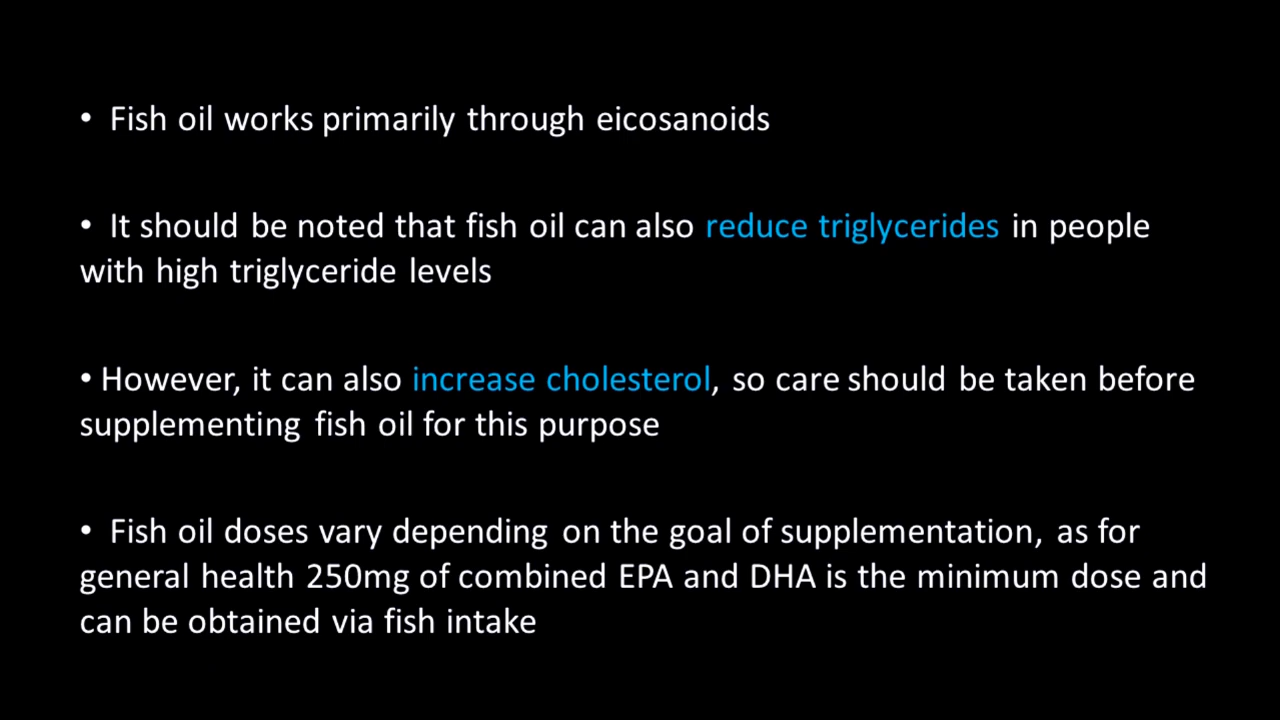 • Fish oil works primarily through eicosanoids
• It should be noted that fish oil can also reduce triglycerides in people
with high triglyceride levels
• However, it can also increase cholesterol, so care should be taken before
supplementing fish oil for this purpose
• Fish oil doses vary depending on the goal of supplementation, as for
general health 250mg of combined EPA and DHA is the minimum dose and
can be obtained via fish intake